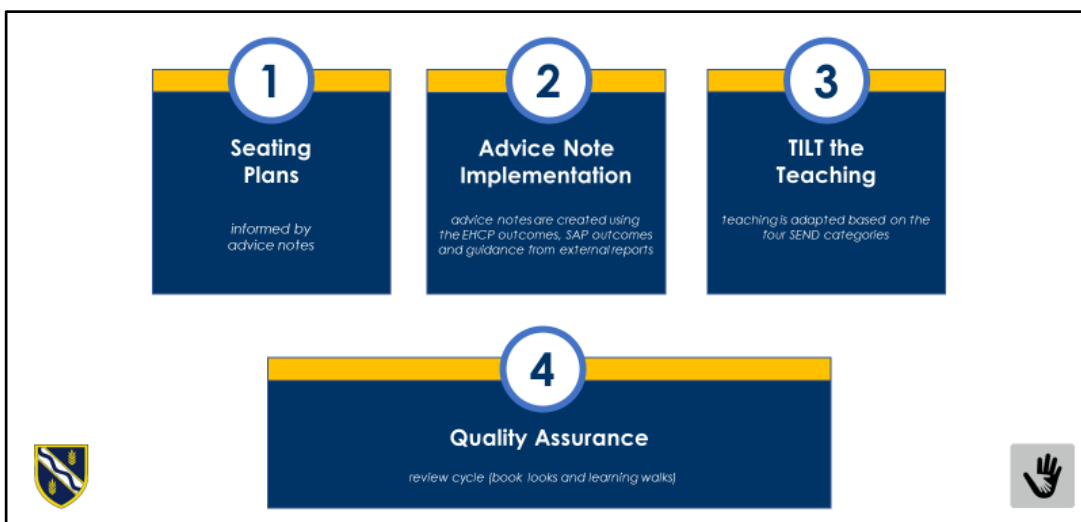 1
Seating
Plans
informed by
advice notes
2
Advice Note
Implementation
advice notes are created using
the EHCP outcomes, SAP outcomes
and guidance from external reports
3
TILT the
Teaching
teaching is adapted based on the
four SEND categories
4
Quality Assurance
review cycle (book looks and learning walks)